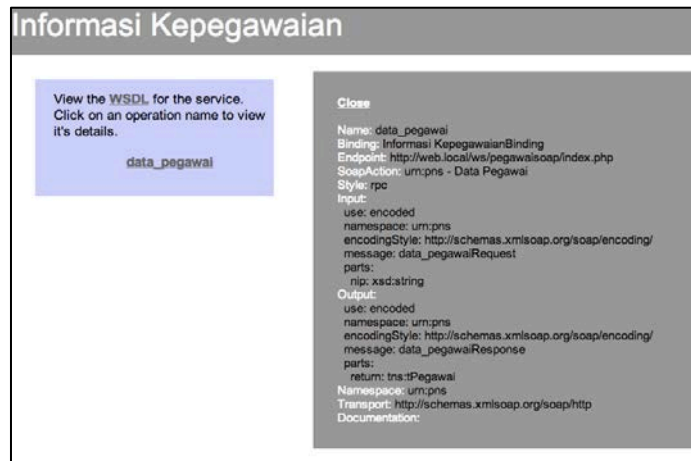 Informasi Kepegawaian
View the WSDL for the service.
Click on an operation name to view
it's details.
data_pegawai
Close
Name: data_pegawai
Binding: Informasi KepegawaianBinding
Endpoint: http://web.local/ws/pegawaisoap/index.php
SoapAction: urn:pns - Data Pegawai
Style: rpc
Input:
use: encoded
namespace: urn:pns
encodingStyle: http://schemas.xmlsoap.org/soap/encoding/
message: data_pegawaiRequest
parts:
nip: xsd:string
Output:
use: encoded
namespace: urn:pns
encodingStyle: http://schemas.xmlsoap.org/soap/encoding/
message: data_pegawaiResponse
parts:
return: tns:tPegawai
Namespace: urn:pns
Transport: http://schemas.xmlsoap.org/soap/http
Documentation: